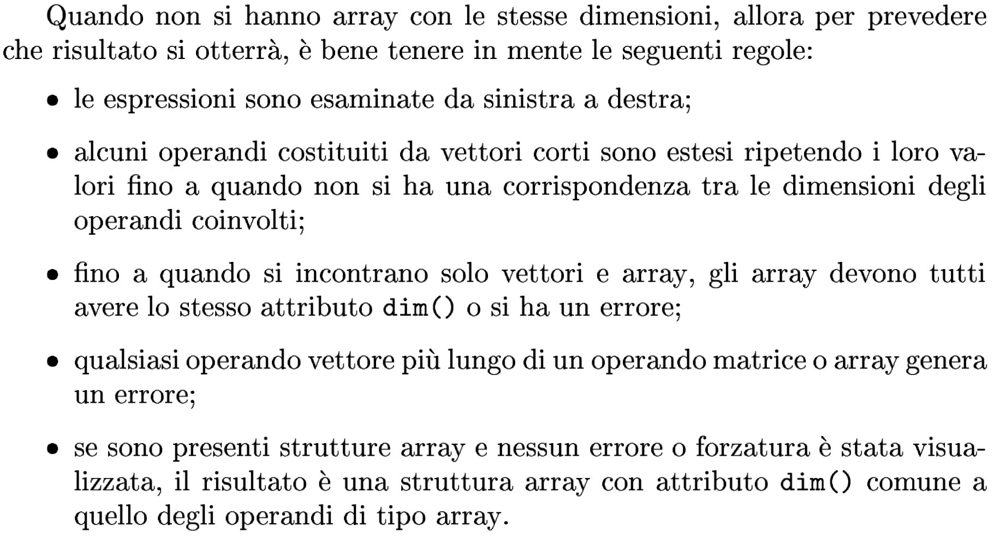 Quando non si hanno array con le stesse dimensioni, allora per prevedere
che risultato si otterrà, è bene tenere in mente le seguenti regole:
• le espressioni sono esaminate da sinistra a destra;
• alcuni operandi costituiti da vettori corti sono estesi ripetendo i loro va-
lori fino a quando non si ha una corrispondenza tra le dimensioni degli
operandi coinvolti;
• fino a quando si incontrano solo vettori e array, gli array devono tutti
avere lo stesso attributo dim() o si ha un errore;
• qualsiasi operando vettore più lungo di un operando matrice o array genera
un errore;
• se sono presenti strutture array e nessun errore o forzatura è stata visua-
lizzata, il risultato è una struttura array con attributo dim() comune a
quello degli operandi di tipo array.